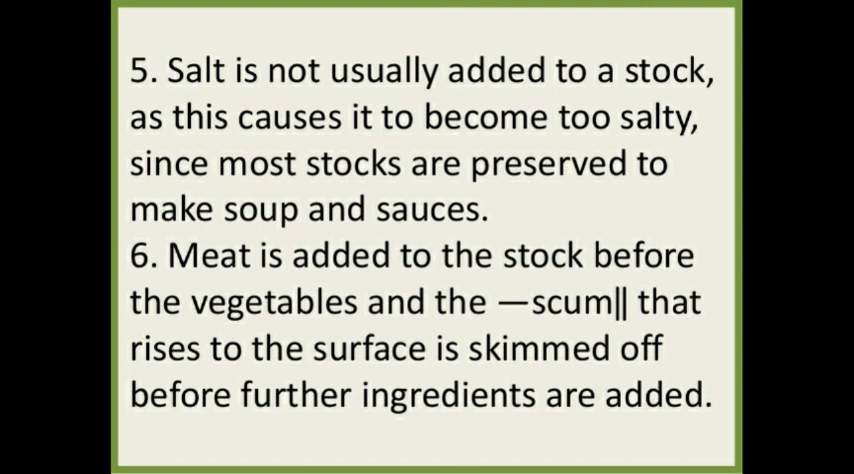 5. Salt is not usually added to a stock,
as this causes it to become too salty,
since most stocks are preserved to
make soup and sauces.
6. Meat is added to the stock before
the vegetables and the ―scum‖ that
rises to the surface is skimmed off
before further ingredients are added.